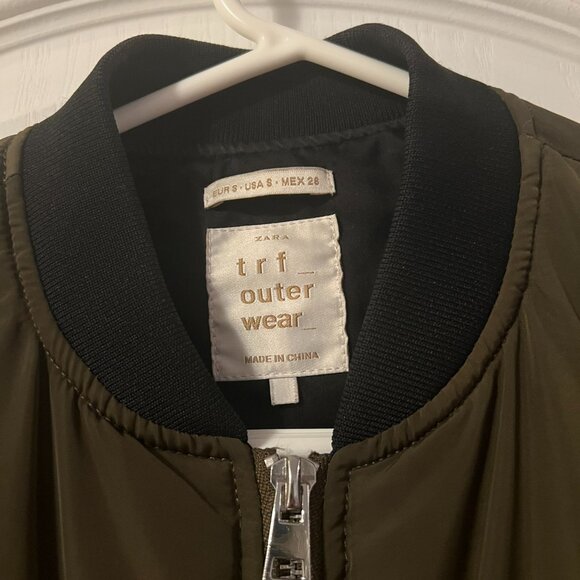 EUR S • USA S • MEX 26
ZARA
trf_
outer
wear_
MADE IN CHINA